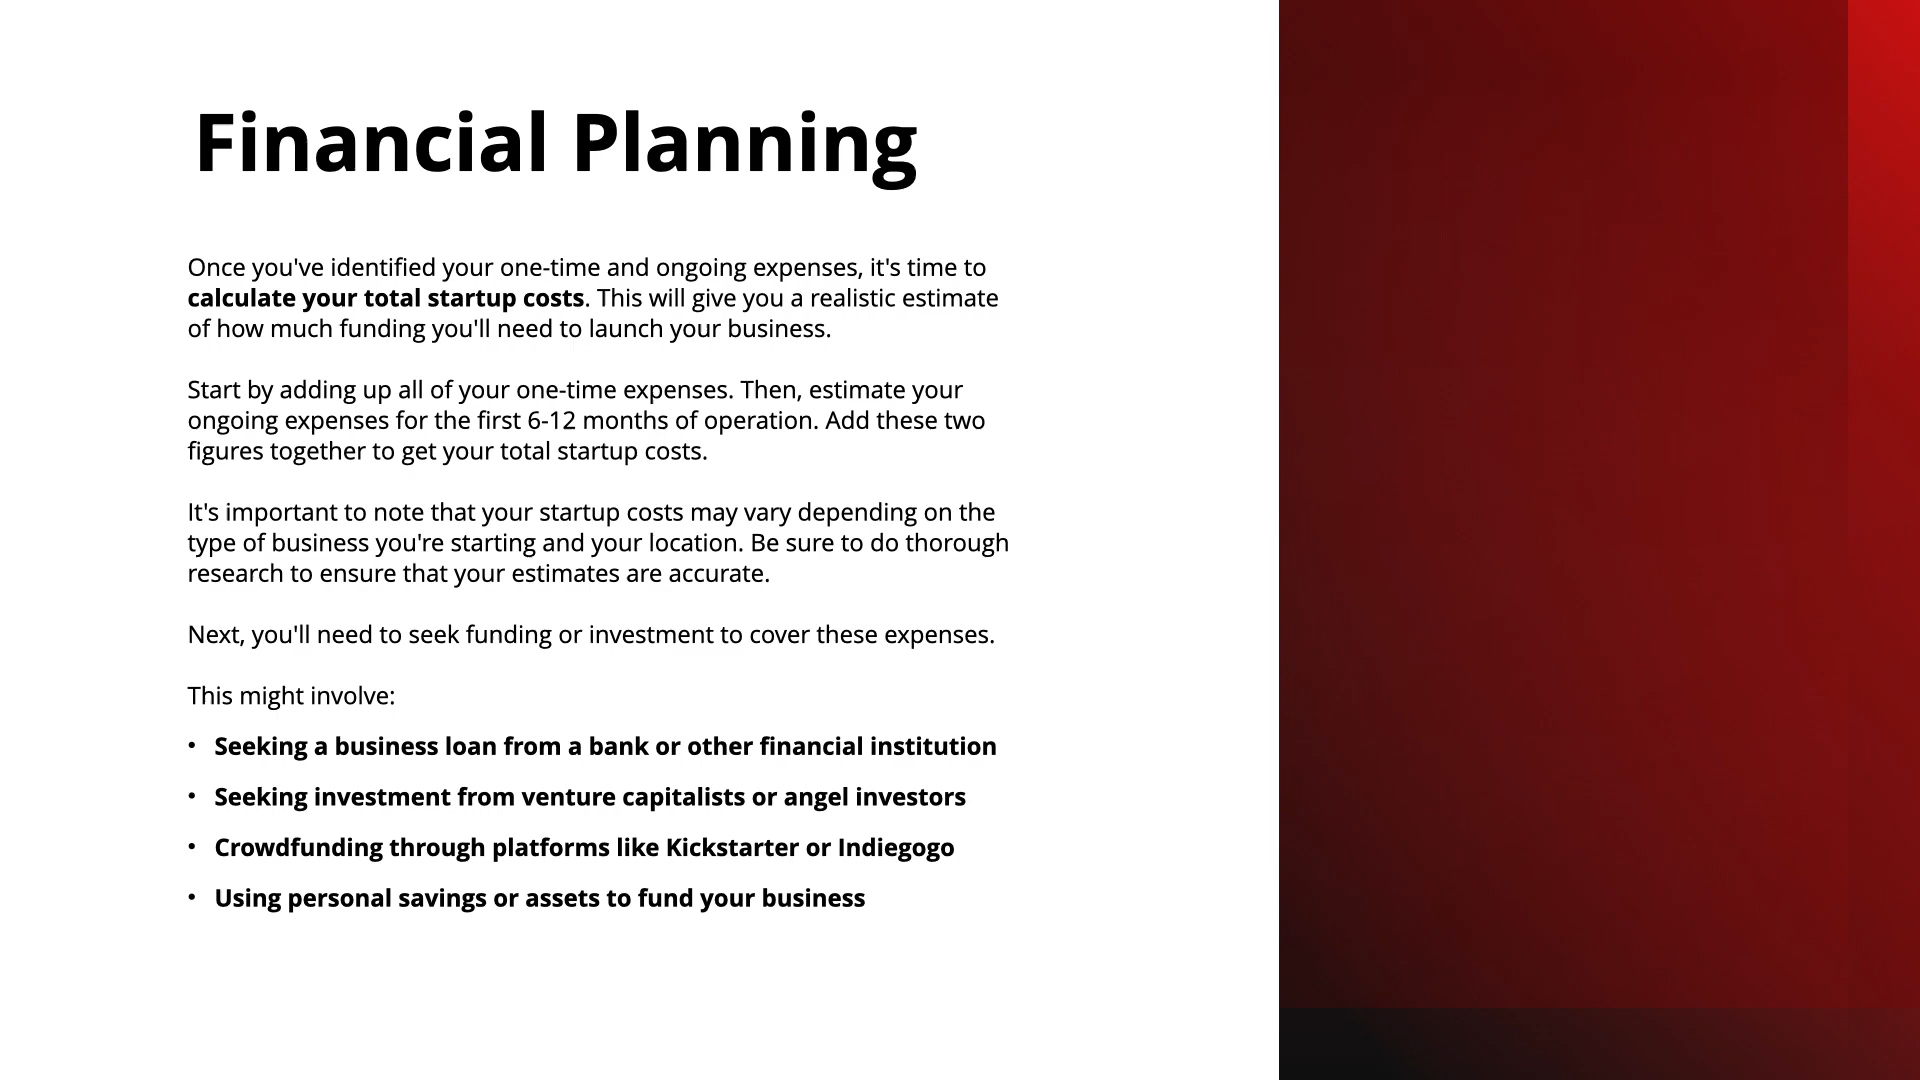 Financial Planning
Once you've identified your one-time and ongoing expenses, it's time to
calculate your total startup costs. This will give you a realistic estimate
of how much funding you'll need to launch your business.
Start by adding up all of your one-time expenses. Then, estimate your
ongoing expenses for the first 6-12 months of operation. Add these two
figures together to get your total startup costs.
It's important to note that your startup costs may vary depending on the
type of business you're starting and your location. Be sure to do thorough
research to ensure that your estimates are accurate.
Next, you'll need to seek funding or investment to cover these expenses.
This might involve:
• Seeking a business loan from a bank or other financial institution
• Seeking investment from venture capitalists or angel investors
• Crowdfunding through platforms like Kickstarter or Indiegogo
• Using personal savings or assets to fund your business